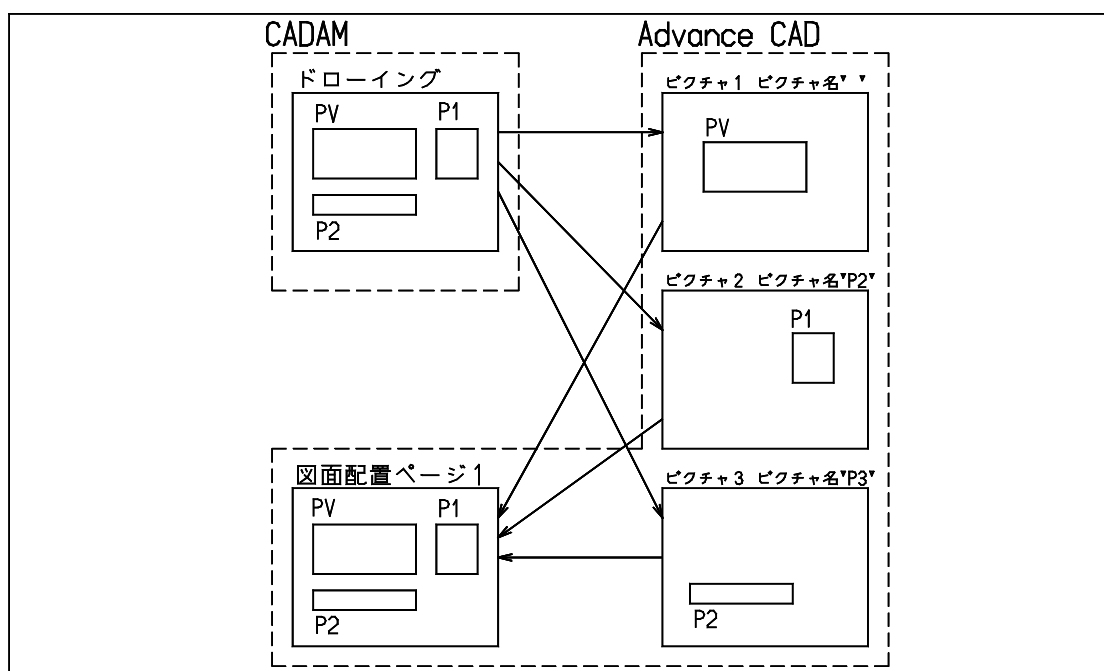 CADAM
Advance CAD
ドローイング
PV
P1
P2
ピクチャ1 ピクチャ名" "
PV
ピクチャ2 ピクチャ名"P2"
P1
図面配置ページ1
PV
P1
P2
ピクチャ3 ピクチャ名"P3"
P2